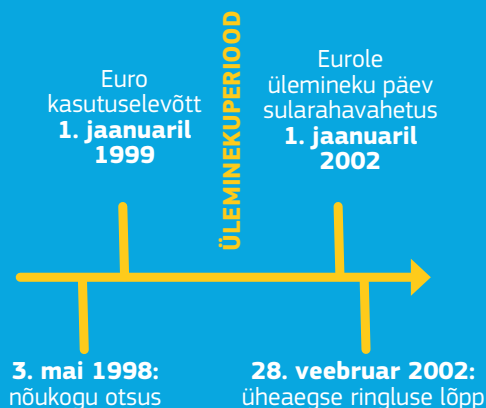 Euro
kasutuselevõtt
1. jaanuaril
1999
ÜLEMINEKUPERIOOD
Eurole
ülemineku päev
sularahavahetus
1. jaanuaril
2002
3. mai 1998:
nõukogu otsus
28. veebruar 2002:
üheaegse ringluse lõpp